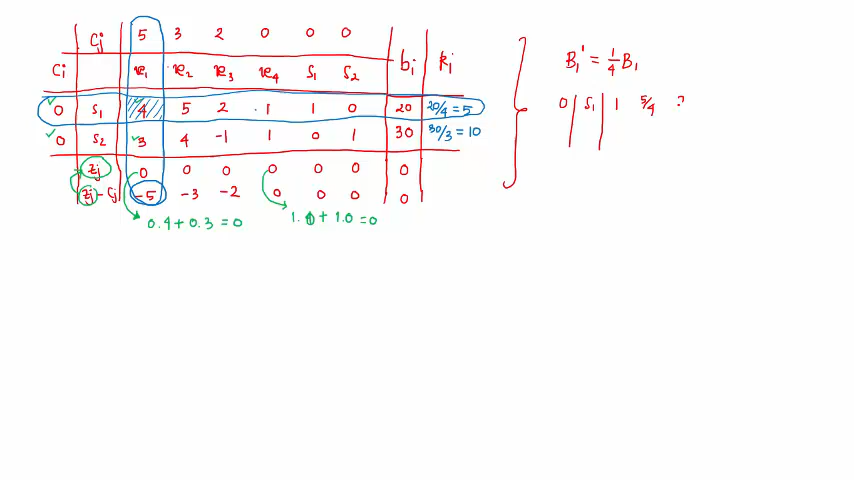 Cj 5 3 2 0 0 0
Ci x₁ x₂ x₃ x₄ S₁ S₂ bi Ri
0 S₁ 4 5 2 1 1 0 20 20/4 = 5
0 S₂ 3 4 -1 1 0 1 30 30/3 = 10
Zj 0 0 0 0 0 0 0
Zj - Cj -5 -3 -2 0 0 0 0
0.4 + 0.3 = 0
+ 1.0 = 0
B₁' = 1/4 B₁
0 S₁ 1 5/4